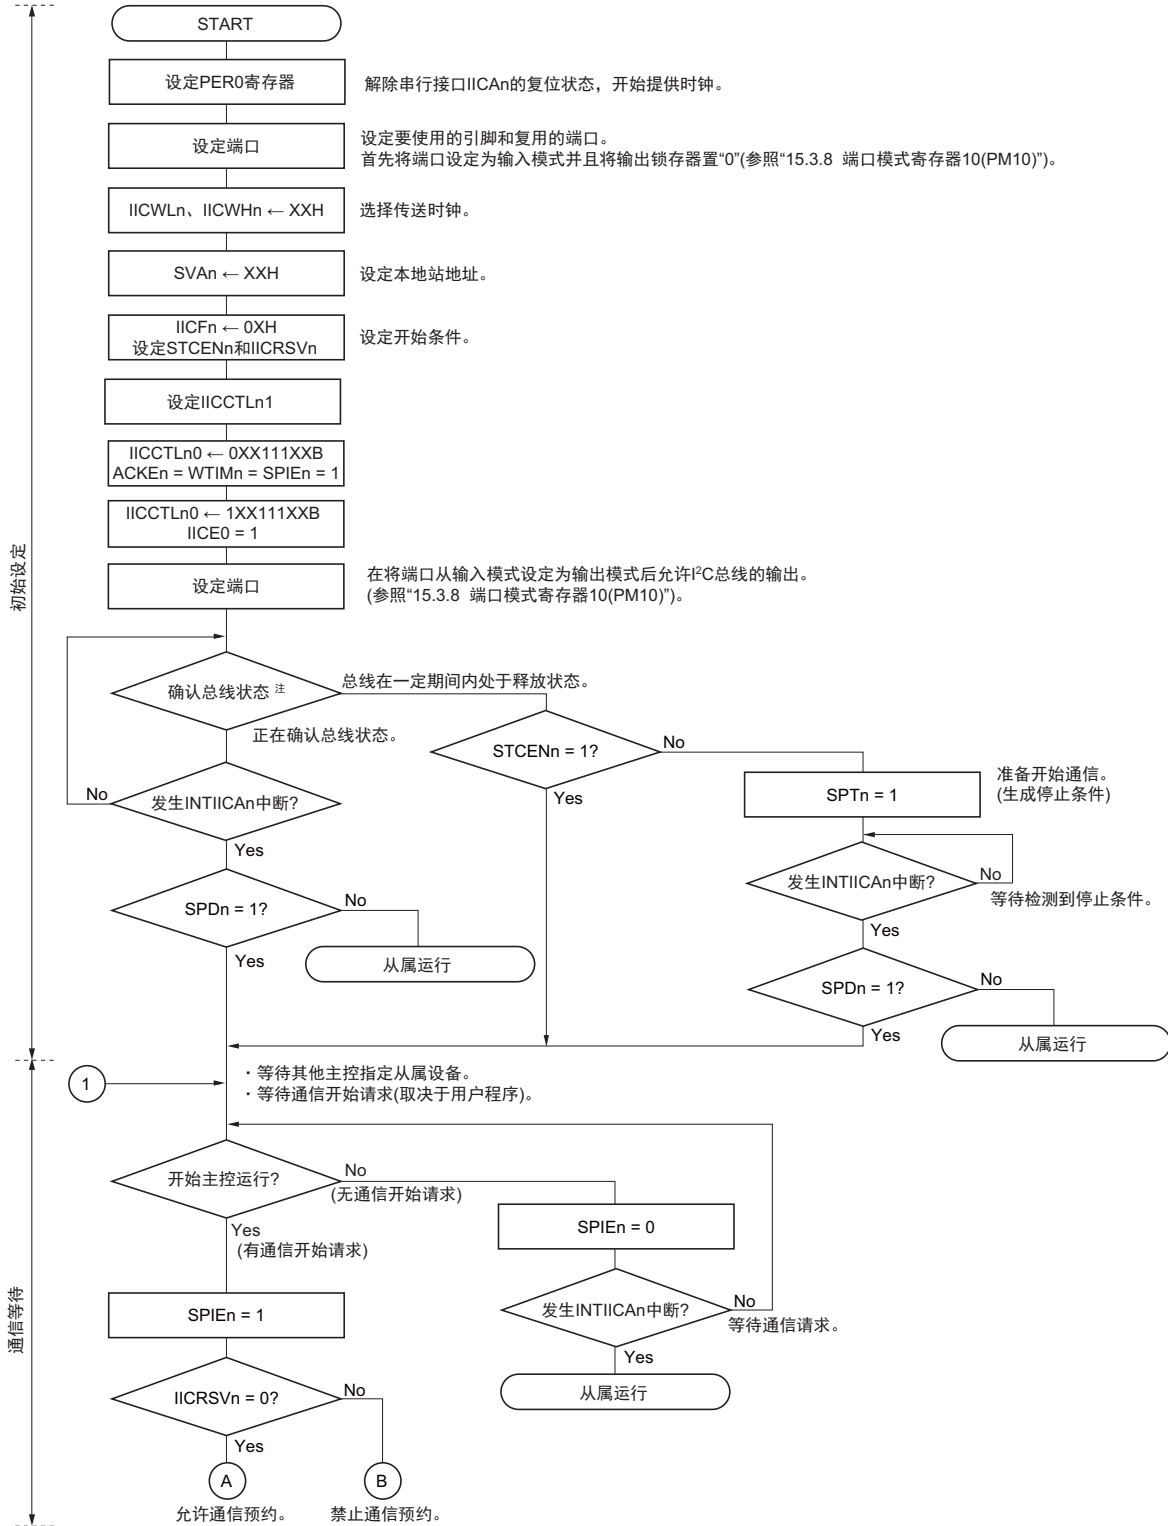 START
设定PER0寄存器
解除串行接口IICAn的复位状态，开始提供时钟。
设定端口
设定要使用的引脚和复用的端口。
首先将端口设定为输入模式并且将输出锁存器置“0”(参照“15.3.8 端口模式寄存器10(PM10)”)。
IICWLn、IICWHn ← XXH
选择传送时钟。
SVAn ← XXH
设定本地站地址。
IICFn ← 0XH
设定STCENn和IICRSVn
设定开始条件。
设定IICCTLn1
IICCTLn0 ← 0XX111XXB
ACKEn = WTIMn = SPIEn = 1
IICCTLn0 ← 1XX111XXB
IICE0 = 1
初始设定
设定端口
在将端口从输入模式设定为输出模式后允许I²C总线的输出。
(参照“15.3.8 端口模式寄存器10(PM10)”)。
确认总线状态 注
总线在一定期间内处于释放状态。
正在确认总线状态。
STCENn = 1?
No
Yes
SPTn = 1
准备开始通信。
(生成停止条件)
发生INTIICAn中断?
No
Yes
发生INTIICAn中断?
No
等待检测到停止条件。
Yes
SPDn = 1?
No
Yes
从属运行
SPDn = 1?
No
Yes
从属运行
1
・等待其他主控指定从属设备。
・等待通信开始请求(取决于用户程序)。
开始主控运行?
No
(无通信开始请求)
Yes
(有通信开始请求)
SPIEn = 0
通信等待
SPIEn = 1
发生INTIICAn中断?
No
等待通信请求。
Yes
从属运行
IICRSVn = 0?
No
Yes
A
B
允许通信预约。
禁止通信预约。